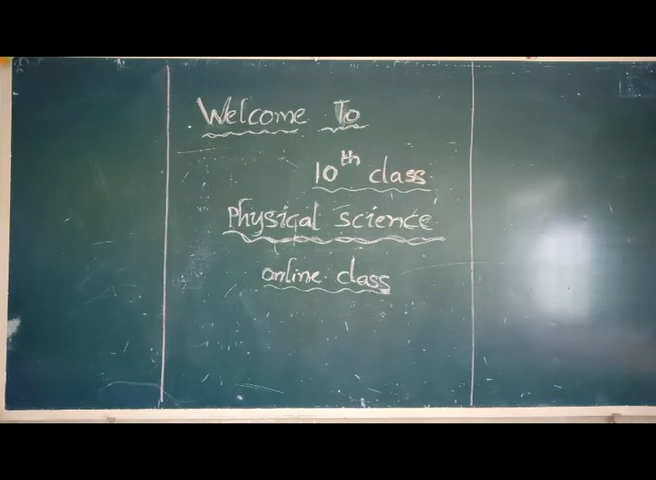 Welcome To
10th class
Physical science
online class